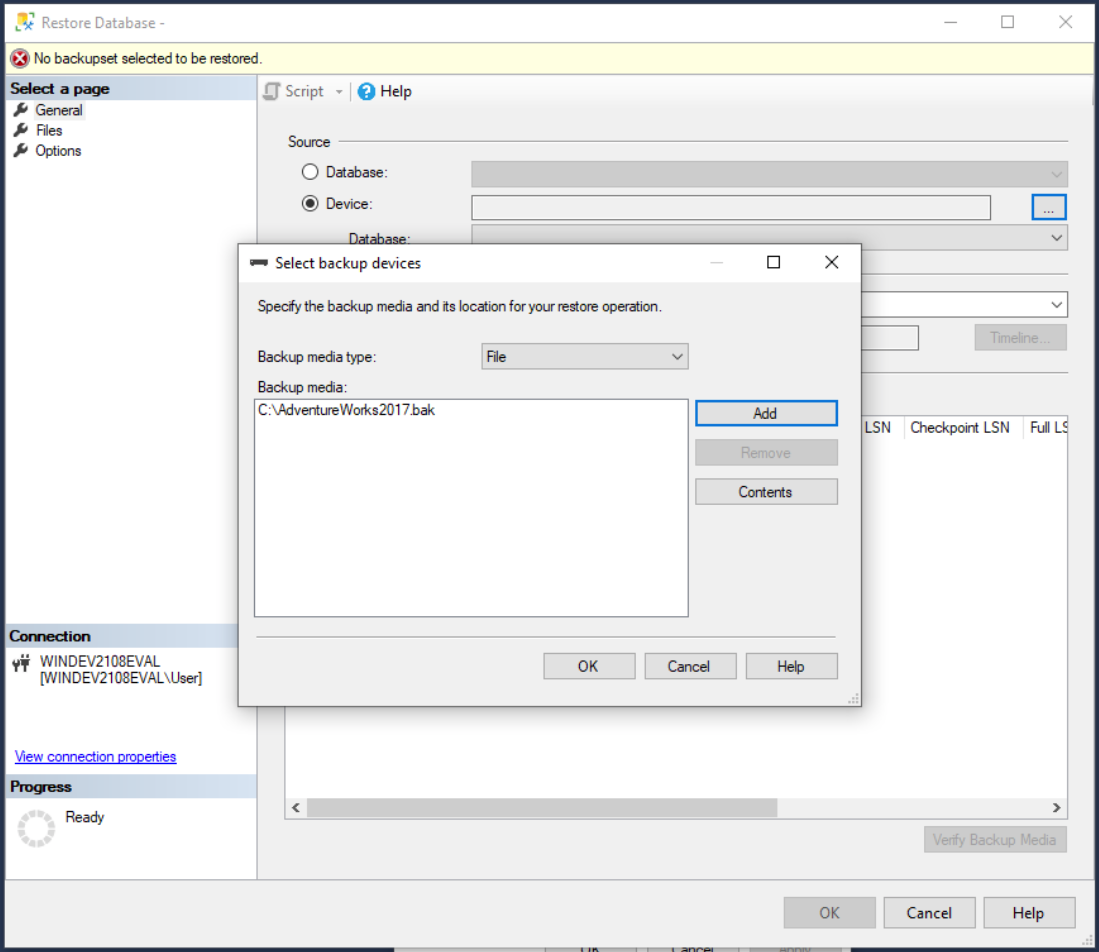 Restore Database -
No backupset selected to be restored.
Select a page
General
Files
Options
Script
Help
Source
Database:
Device:
...
Database:
Select backup devices
Specify the backup media and its location for your restore operation.
Backup media type:
File
Backup media:
C:\AdventureWorks2017.bak
Add
Remove
Contents
OK
Cancel
Help
Timeline...
LSN
Checkpoint LSN
Full LS
Connection
WINDEV2108EVAL
[WINDEV2108EVAL\User]
View connection properties
Progress
Ready
Verify Backup Media
OK
Cancel
Help
OK
Cancel